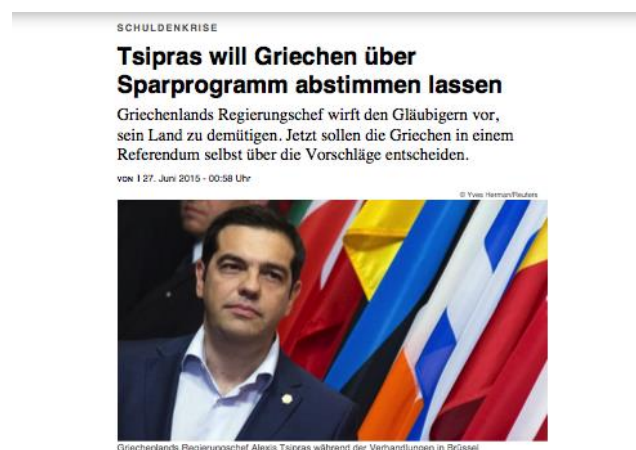 SCHULDENKRISE
Tsipras will Griechen über
Sparprogramm abstimmen lassen
Griechenlands Regierungschef wirft den Gläubigern vor,
sein Land zu demütigen. Jetzt sollen die Griechen in einem
Referendum selbst über die Vorschläge entscheiden.
VON | 27. Juni 2015 - 00:58 Uhr
© Yves Herman/Reuters
Griechenlands Regierungschef Alexis Tsipras während der Verhandlungen in Brüssel